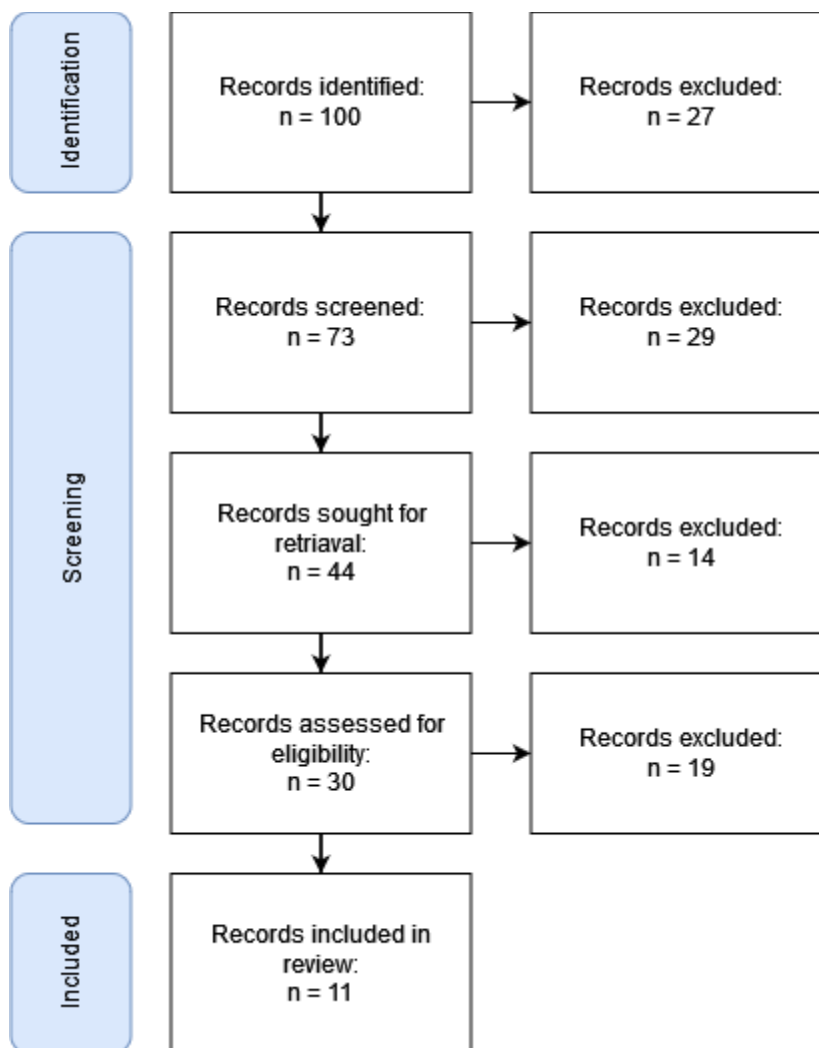 Identification
Records identified:
n = 100
Recrods excluded:
n = 27
Screening
Records screened:
n = 73
Records excluded:
n = 29
Records sought for
retriaval:
n = 44
Records excluded:
n = 14
Records assessed for
eligibility:
n = 30
Records excluded:
n = 19
Included
Records included in
review:
n = 11